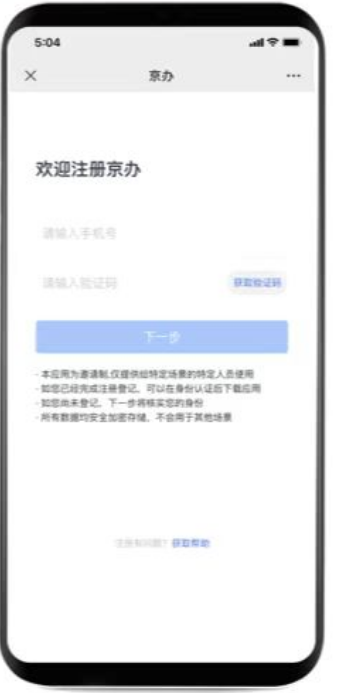 5:04
京办
欢迎注册京办
请输入手机号
请输入验证码
获取验证码
下一步
· 本应用为邀请制,仅提供给特定场景的特定人员使用
· 如您已经完成注册登记，可以在身份认证后下载应用
· 如您尚未登记，下一步将核实您的身份
· 所有数据均安全加密存储，不会用于其他场景
注册有问题？获取帮助